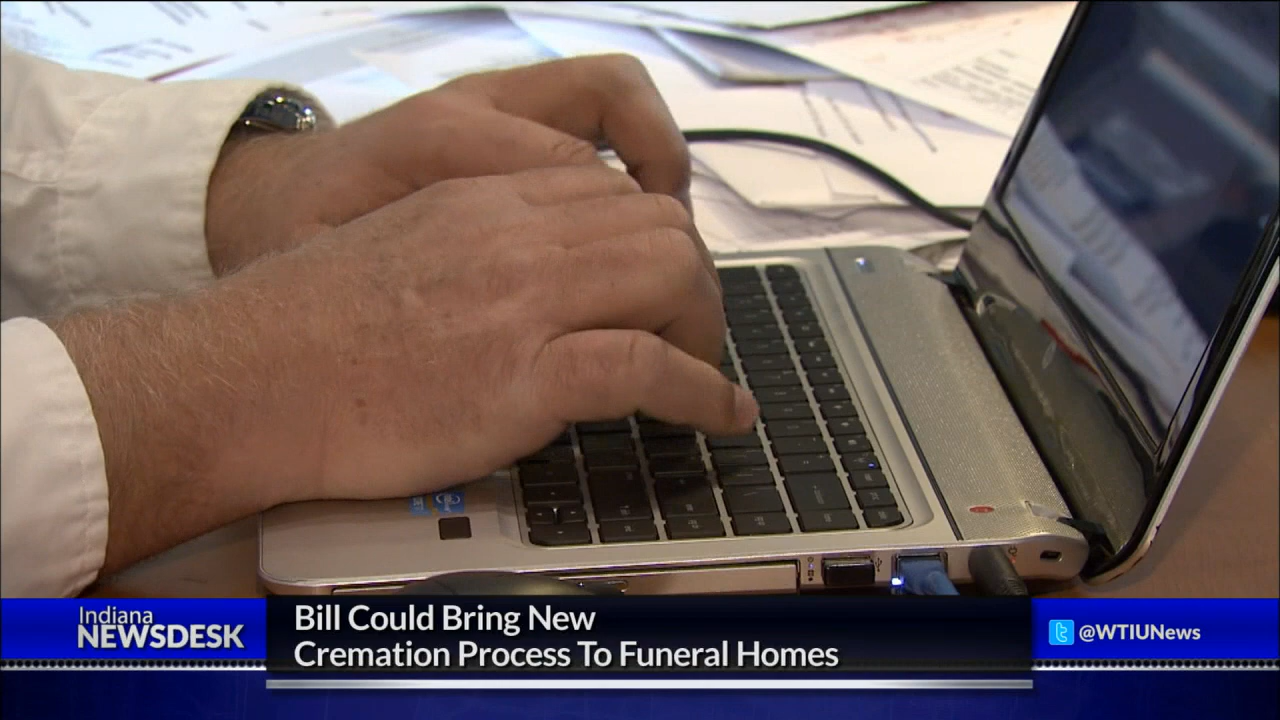 Indiana
NEWSDESK
Bill Could Bring New
Cremation Process To Funeral Homes
@WTIUNews